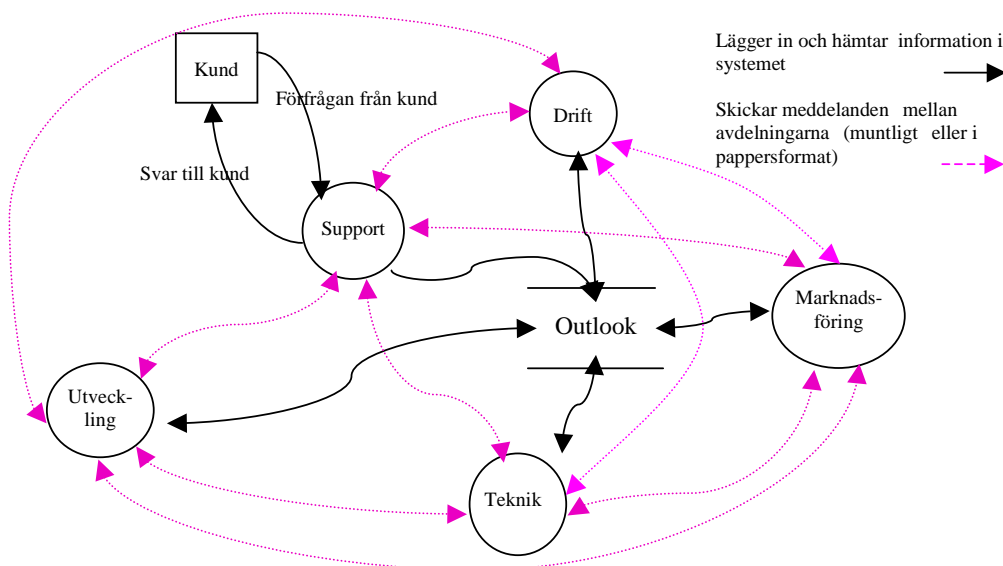 Lägger in och hämtar information i
systemet
Kund
Förfrågan från kund
Drift
Skickar meddelanden mellan
avdelningarna (muntligt eller i
pappersformat)
Svar till kund
Support
Marknads-
föring
Outlook
Utveck-
ling
Teknik